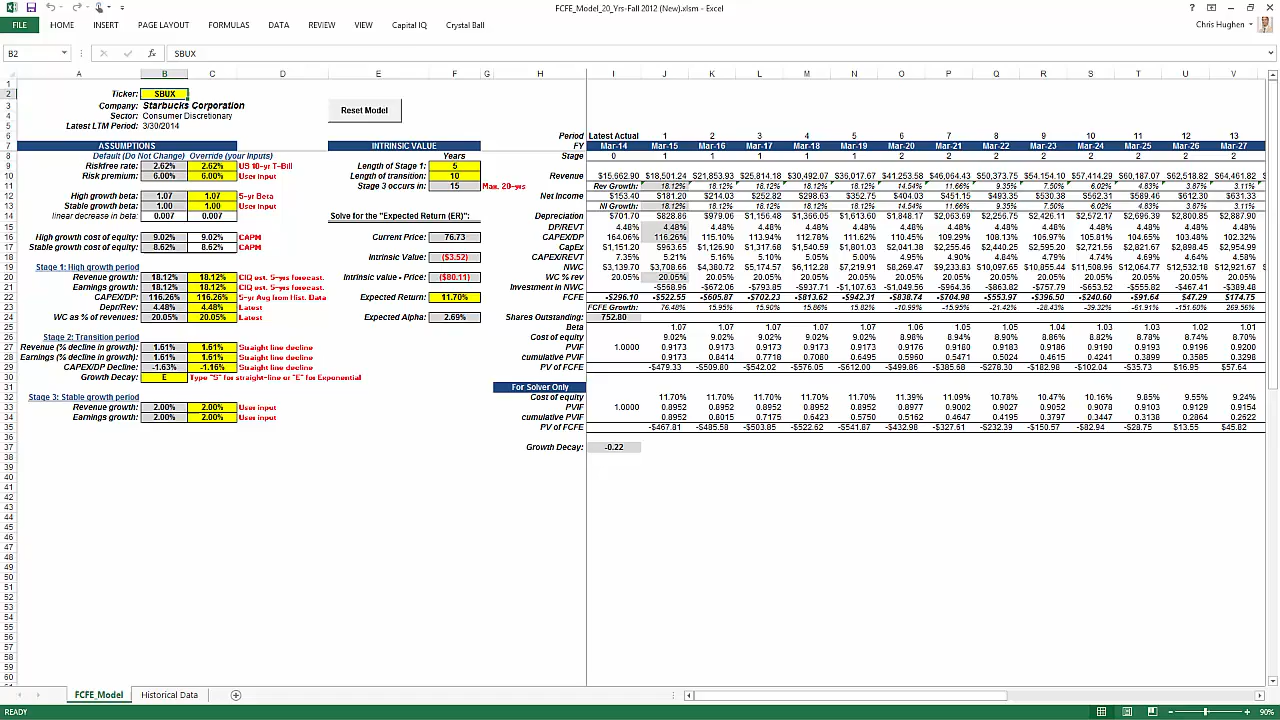 FCFE_Model_20_Yrs-Fall 2012 (New).xlsm - Excel
FILE HOME INSERT PAGE LAYOUT FORMULAS DATA REVIEW VIEW Capital IQ Crystal Ball Chris Hughen
B2 SBUX
A B C D E F G H I J K L M N O P Q R S T U V
Ticker: SBUX
Company: Starbucks Corporation
Reset Model
Sector: Consumer Discretionary
Latest LTM Period: 3/30/2014
Period Latest Actual 1 2 3 4 5 6 7 8 9 10 11 12 13
ASSUMPTIONS INTRINSIC VALUE FY Mar-14 Mar-15 Mar-16 Mar-17 Mar-18 Mar-19 Mar-20 Mar-21 Mar-22 Mar-23 Mar-24 Mar-25 Mar-26 Mar-27
Default (Do Not Change) Override (your Inputs) Years Stage 0 1 1 1 1 1 2 2 2 2 2 2 2 2
Riskfree rate: 2.62% 2.62% US 10-yr T-Bill Length of Stage 1: 5
Risk premium: 6.00% 6.00% User input Length of transition: 10 Revenue $15,662.90 $18,501.24 $21,853.93 $25,814.18 $30,492.07 $35,017.67 $41,253.39 $46,064.43 $50,373.75 $54,154.10 $57,414.29 $60,187.07 $62,518.82 $64,461.82
Stage 3 occurs in: 15 Max. 20-yrs Rev Growth: 18.12% 18.12% 18.12% 18.12% 18.12% 14.54% 11.66% 9.35% 7.50% 6.02% 4.83% 3.87% 3.11%
High growth beta: 1.07 1.07 5-yr Beta Net Income $153.40 $181.20 $214.03 $252.82 $298.63 $352.75 $404.03 $451.15 $493.35 $530.38 $562.31 $589.46 $612.30 $631.33
Stable growth beta: 1.00 1.00 User input NI Growth: 18.12% 18.12% 18.12% 18.12% 18.12% 14.54% 11.66% 9.35% 7.50% 6.02% 4.83% 3.87% 3.11%
linear decrease in beta: 0.007 0.007 Solve for the "Expected Return (ER)": Depreciation $701.70 $828.86 $979.06 $1,156.48 $1,366.05 $1,613.60 $1,848.17 $2,063.69 $2,256.75 $2,426.11 $2,572.17 $2,696.39 $2,800.85 $2,887.90
DP/REVT 4.48% 4.48% 4.48% 4.48% 4.48% 4.48% 4.48% 4.48% 4.48% 4.48% 4.48% 4.48% 4.48% 4.48%
High growth cost of equity: 9.02% 9.02% CAPM Current Price: 76.73 CAPEX/DP 164.06% 116.26% 115.10% 113.94% 112.78% 111.62% 110.45% 109.29% 108.13% 106.97% 105.81% 104.65% 103.48% 102.32%
Stable growth cost of equity: 8.62% 8.62% CAPM CapEx $1,151.20 $963.65 $1,126.90 $1,317.68 $1,540.59 $1,801.03 $2,041.38 $2,255.46 $2,440.25 $2,595.19 $2,721.56 $2,821.67 $2,898.45 $2,954.99
Intrinsic Value: ($3.52) CAPEX/REVT 7.35% 5.21% 5.16% 5.10% 5.05% 5.00% 4.95% 4.90% 4.84% 4.79% 4.74% 4.69% 4.64% 4.58%
Stage 1: High growth period NWC $3,139.70 $3,708.66 $4,380.72 $5,174.57 $6,112.28 $7,219.91 $8,269.47 $9,233.83 $10,097.65 $10,855.44 $11,508.96 $12,064.77 $12,532.18 $12,921.67
Revenue growth: 18.12% 18.12% CIQ est. 5-yrs forecast. Intrinsic value - Price: ($80.11) WC % rev 20.05% 20.05% 20.05% 20.05% 20.05% 20.05% 20.05% 20.05% 20.05% 20.05% 20.05% 20.05% 20.05% 20.05%
Earnings growth: 18.12% 18.12% CIQ est. 5-yrs forecast. Investment in NWC -$568.96 -$672.06 -$793.85 -$937.71 -$1,107.63 -$1,049.56 -$964.36 -$863.82 -$757.79 -$653.52 -$555.82 -$467.41 -$389.48
CAPEX/DP: 116.26% 116.26% 5-yr Avg from Hist. Data Expected Return: 11.70% FCFE -$296.10 -$522.55 -$605.87 -$702.23 -$813.62 -$942.31 -$838.74 -$704.98 -$553.97 -$396.50 -$240.60 -$91.64 $47.29 $174.75
Depr/Rev: 4.48% 4.48% Latest FCFE Growth: 76.48% 15.95% 15.90% 15.86% 15.82% -10.99% -15.95% -21.42% -28.43% -39.32% -61.91% -151.60% 269.56%
WC as % of revenues: 20.05% 20.05% Latest Expected Alpha: 2.69% Shares Outstanding: 752.80
Beta 1.07 1.07 1.07 1.07 1.07 1.06 1.05 1.05 1.04 1.03 1.03 1.02 1.01
Stage 2: Transition period Cost of equity 9.02% 9.02% 9.02% 9.02% 9.02% 8.98% 8.94% 8.90% 8.86% 8.82% 8.78% 8.74% 8.70%
Revenue (% decline in growth): 1.61% 1.61% Straight line decline PVIF 1.0000 0.9173 0.9173 0.9173 0.9173 0.9173 0.9176 0.9180 0.9183 0.9186 0.9190 0.9193 0.9196 0.9200
Earnings (% decline in growth): 1.61% 1.61% Straight line decline cumulative PVIF 0.9173 0.8414 0.7718 0.7080 0.6495 0.5960 0.5471 0.5024 0.4615 0.4241 0.3899 0.3585 0.3298
CAPEX/DP Decline: -1.63% -1.16% Straight line decline PV of FCFE -$479.33 -$509.80 -$542.02 -$576.05 -$612.00 -$499.86 -$385.68 -$278.30 -$182.98 -$102.04 -$35.73 $16.95 $57.64
Growth Decay: E Type "S" for straight-line or "E" for Exponential
For Solver Only
Stage 3: Stable growth period Cost of equity 11.70% 11.70% 11.70% 11.70% 11.70% 11.39% 11.09% 10.78% 10.47% 10.16% 9.85% 9.55% 9.24%
Revenue growth: 2.00% 2.00% User input PVIF 1.0000 0.8952 0.8952 0.8952 0.8952 0.8952 0.8977 0.9002 0.9027 0.9052 0.9078 0.9103 0.9128 0.9154
Earnings growth: 2.00% 2.00% User input cumulative PVIF 0.8952 0.8015 0.7175 0.6423 0.5750 0.5162 0.4647 0.4195 0.3797 0.3447 0.3138 0.2864 0.2622
PV of FCFE -$467.81 -$485.58 -$503.85 -$522.62 -$541.87 -$432.98 -$327.61 -$232.39 -$150.57 -$82.94 -$28.75 $13.55 $45.82
Growth Decay: -0.22
FCFE_Model Historical Data
READY 90%